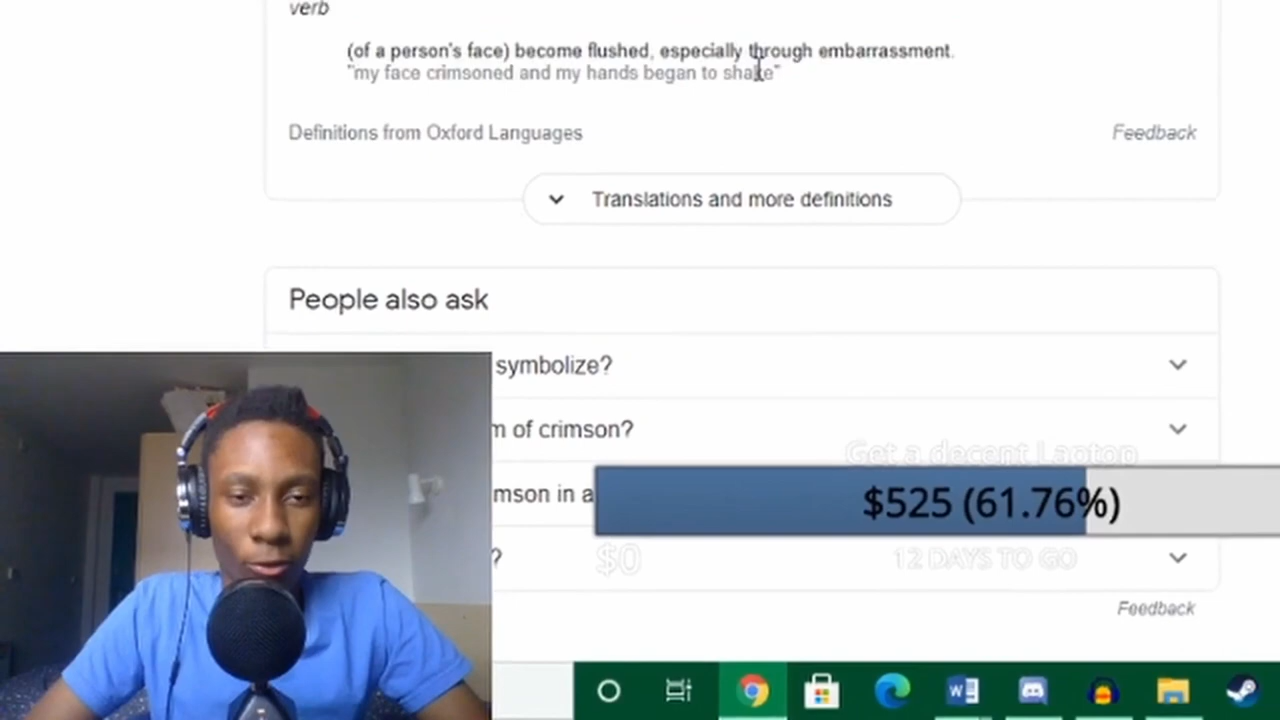 verb
(of a person's face) become flushed, especially through embarrassment.
"my face crimsoned and my hands began to shake"
Definitions from Oxford Languages
Feedback
Translations and more definitions
People also ask
symbolize?
m of crimson?
Get a decent Laptop
mson in a
$525 (61.76%)
?
$0
12 DAYS TO GO
Feedback